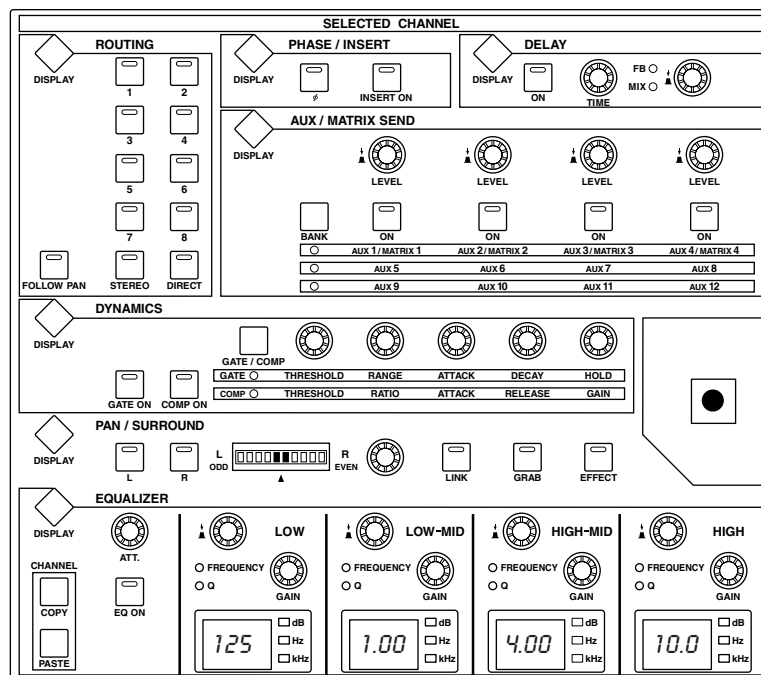 SELECTED CHANNEL
ROUTING
DISPLAY
1 2
3 4
5 6
7 8
FOLLOW PAN STEREO DIRECT
PHASE / INSERT
DISPLAY
ø INSERT ON
DELAY
DISPLAY
ON
TIME
FB
MIX
AUX / MATRIX SEND
DISPLAY
LEVEL LEVEL LEVEL LEVEL
BANK ON ON ON ON
AUX 1 / MATRIX 1 AUX 2 / MATRIX 2 AUX 3 / MATRIX 3 AUX 4 / MATRIX 4
AUX 5 AUX 6 AUX 7 AUX 8
AUX 9 AUX 10 AUX 11 AUX 12
DYNAMICS
DISPLAY
GATE / COMP
GATE THRESHOLD RANGE ATTACK DECAY HOLD
COMP THRESHOLD RATIO ATTACK RELEASE GAIN
GATE ON COMP ON
PAN / SURROUND
DISPLAY
L R
L ODD
R EVEN
LINK GRAB EFFECT
EQUALIZER
DISPLAY
ATT.
CHANNEL
COPY
PASTE
EQ ON
LOW
FREQUENCY
Q
GAIN
125
dB
Hz
kHz
LOW-MID
FREQUENCY
Q
GAIN
1.00
dB
Hz
kHz
HIGH-MID
FREQUENCY
Q
GAIN
4.00
dB
Hz
kHz
HIGH
FREQUENCY
Q
GAIN
10.0
dB
Hz
kHz